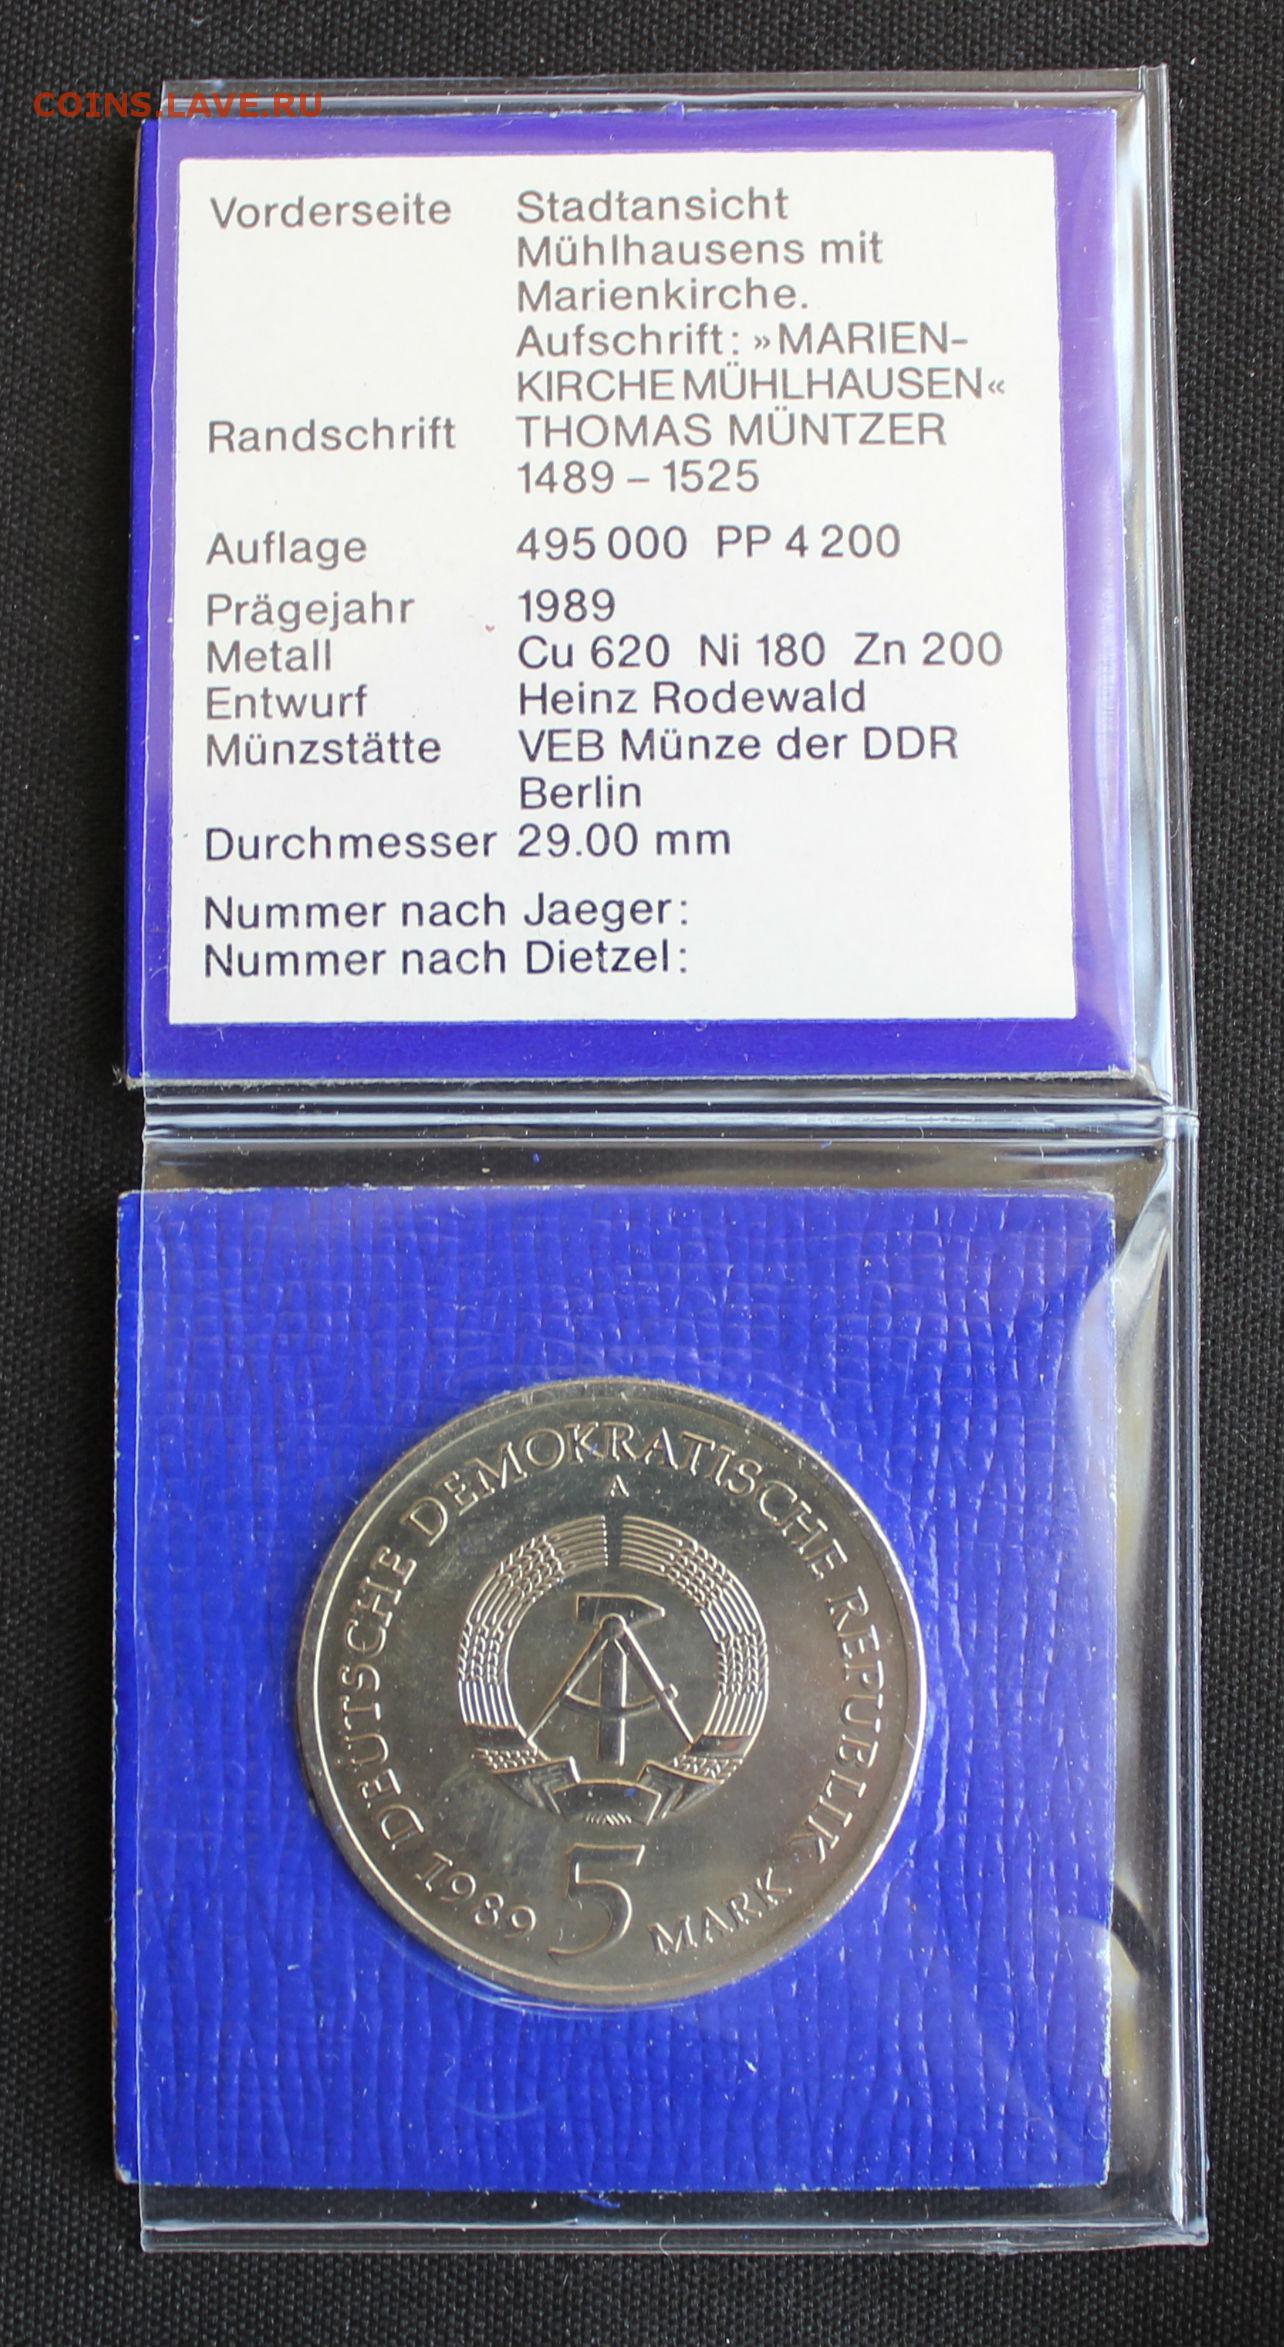 COINS.LAVE.RU
Vorderseite Stadtansicht
Mühlhausens mit
Marienkirche.
Aufschrift: »MARIEN-
KIRCHE MÜHLHAUSEN«
Randschrift THOMAS MÜNTZER
1489 – 1525
Auflage 495 000 PP 4 200
Prägejahr 1989
Metall Cu 620 Ni 180 Zn 200
Entwurf Heinz Rodewald
Münzstätte VEB Münze der DDR
Berlin
Durchmesser 29.00 mm
Nummer nach Jaeger:
Nummer nach Dietzel:
DEUTSCHE DEMOKRATISCHE REPUBLIK
A
1989 5 MARK